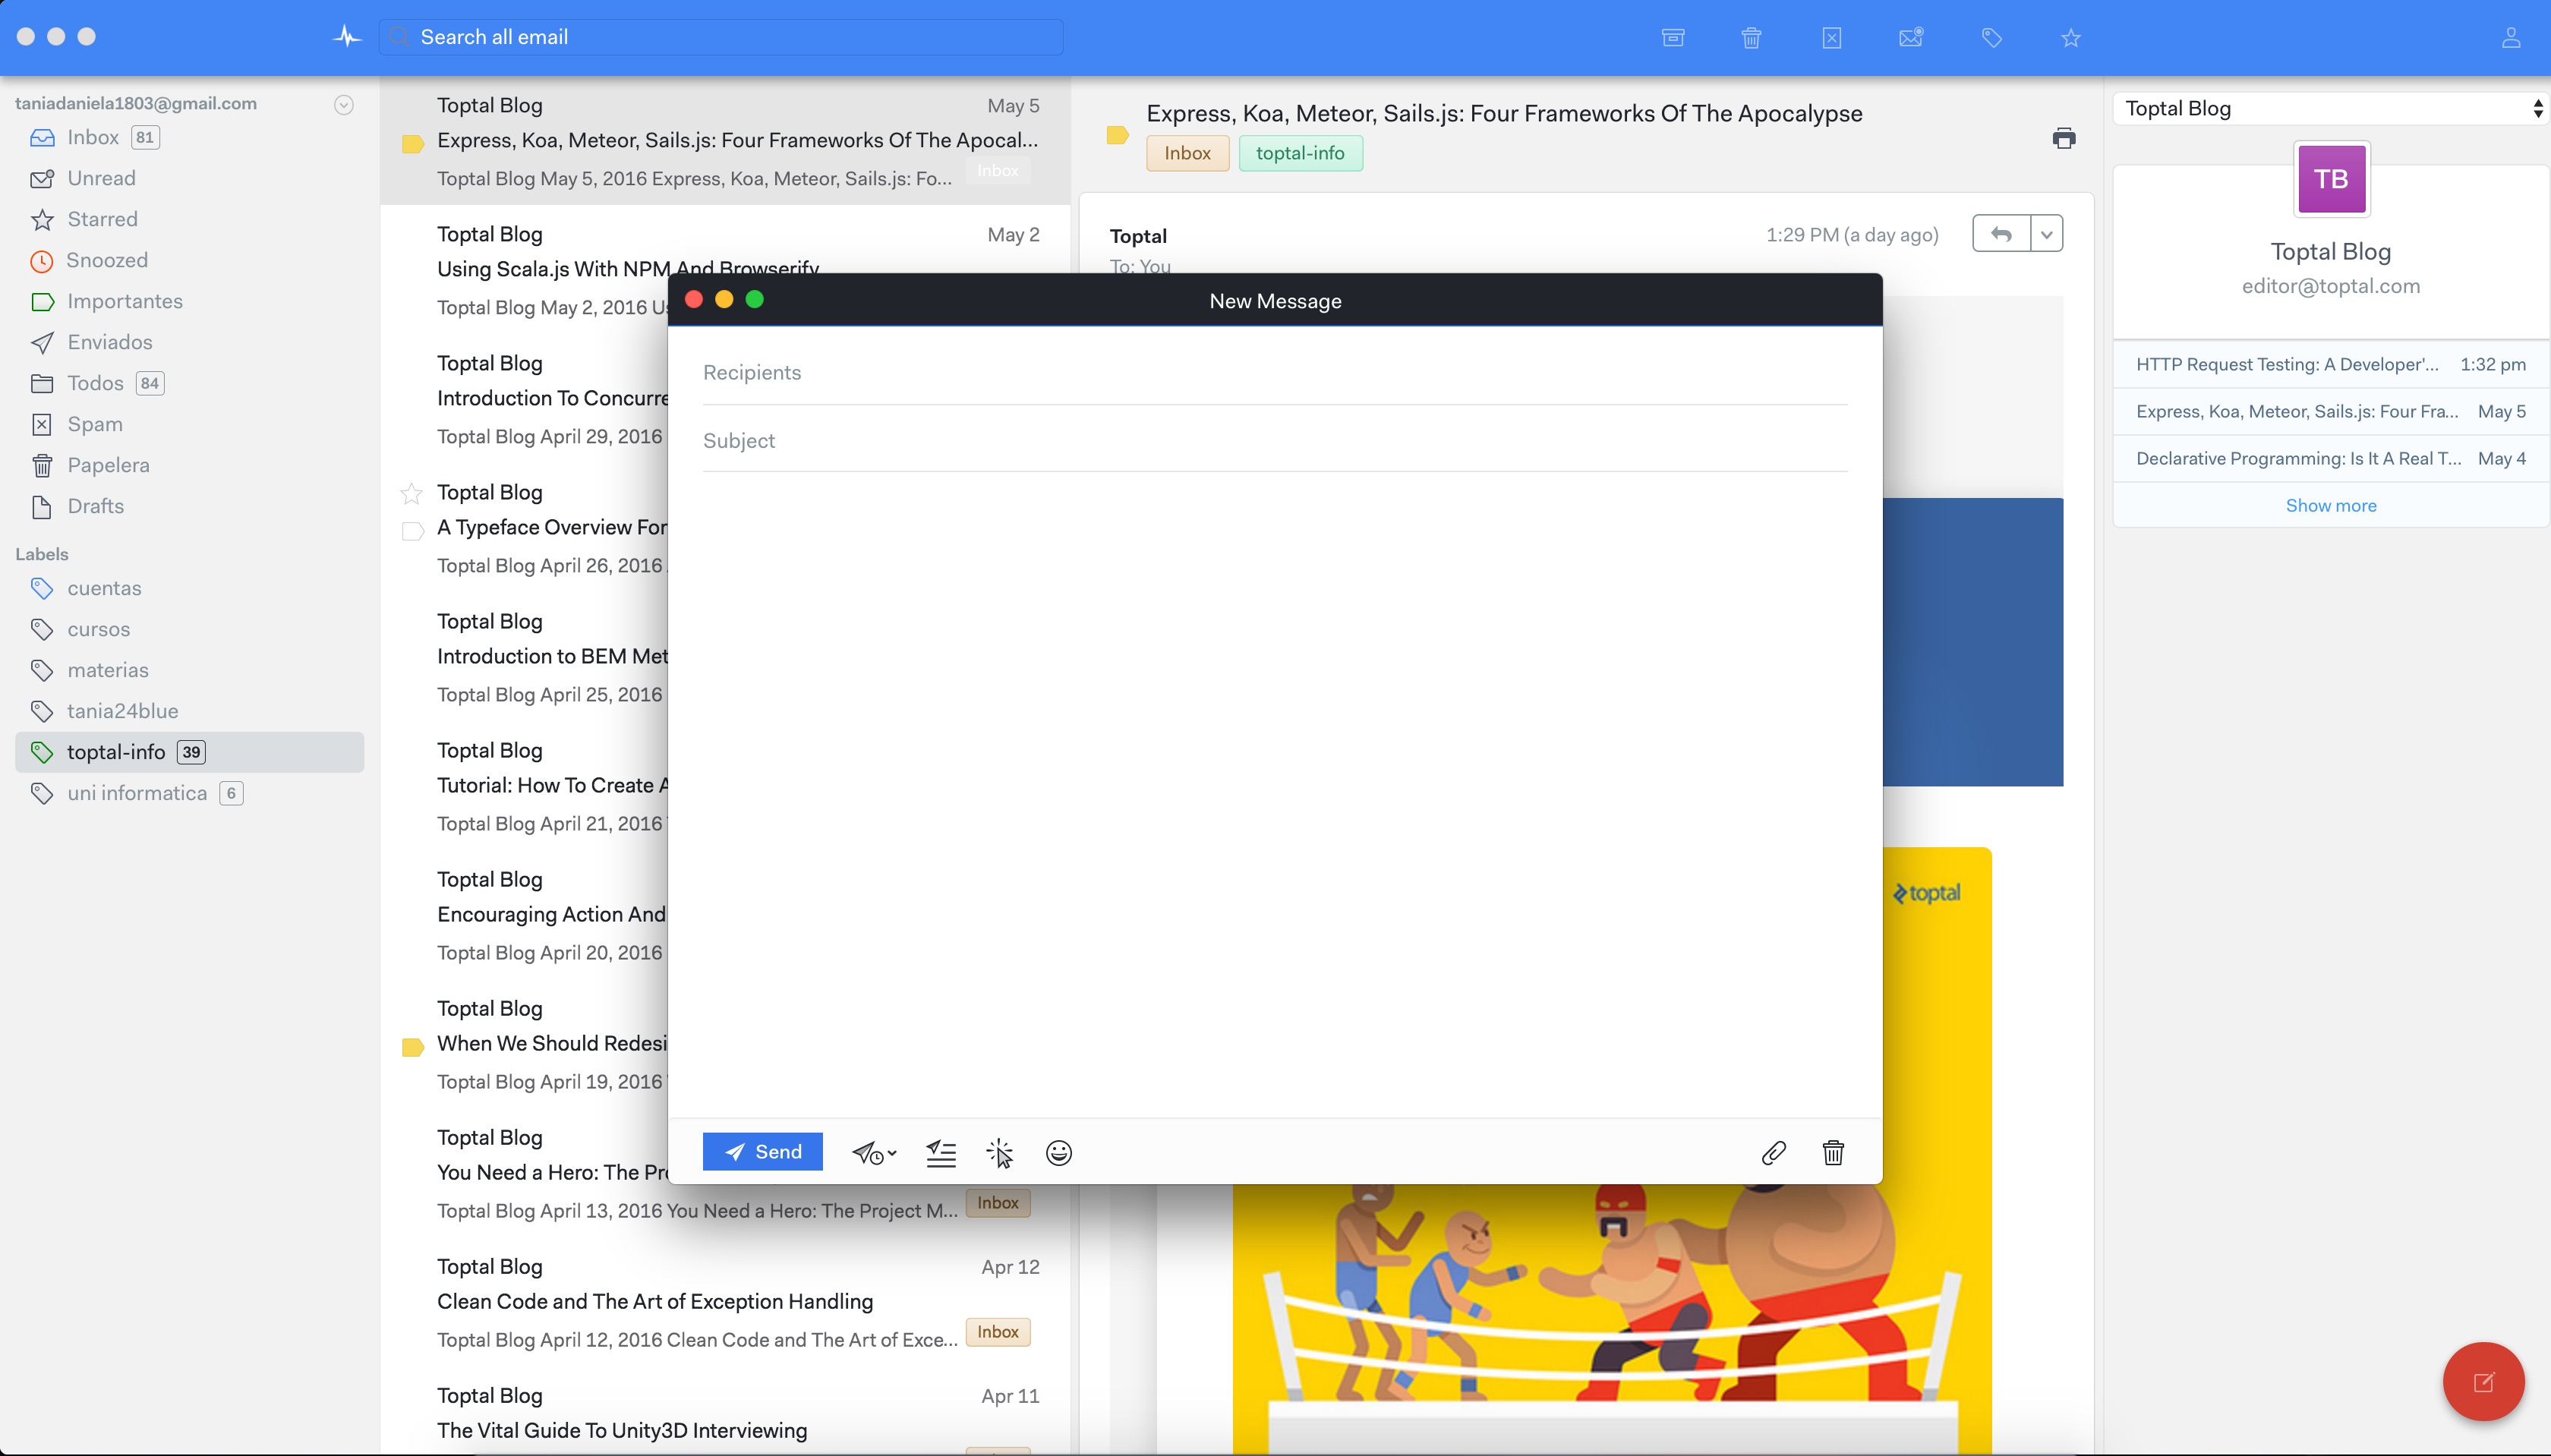 Search all email
taniadaniela1803@gmail.com
Inbox 81
Unread
Starred
Snoozed
Importantes
Enviados
Todos 84
Spam
Papelera
Drafts
Labels
cuentas
cursos
materias
tania24blue
toptal-info 39
uni informatica 6
Toptal Blog May 5
Express, Koa, Meteor, Sails.js: Four Frameworks Of The Apocal...
Toptal Blog May 5, 2016 Express, Koa, Meteor, Sails.js: Fo... Inbox
Toptal Blog May 2
Using Scala.js With NPM And Browserify
Toptal Blog May 2, 2016
Toptal Blog
Introduction To Concurre
Toptal Blog April 29, 2016
Toptal Blog
A Typeface Overview For
Toptal Blog April 26, 2016
Toptal Blog
Introduction to BEM Met
Toptal Blog April 25, 2016
Toptal Blog
Tutorial: How To Create A
Toptal Blog April 21, 2016
Toptal Blog
Encouraging Action And
Toptal Blog April 20, 2016
Toptal Blog
When We Should Redesi
Toptal Blog April 19, 2016
Toptal Blog
You Need a Hero: The Pro
Toptal Blog April 13, 2016 You Need a Hero: The Project M... Inbox
Toptal Blog Apr 12
Clean Code and The Art of Exception Handling
Toptal Blog April 12, 2016 Clean Code and The Art of Exce... Inbox
Toptal Blog Apr 11
The Vital Guide To Unity3D Interviewing
Express, Koa, Meteor, Sails.js: Four Frameworks Of The Apocalypse
Inbox toptal-info
Toptal 1:29 PM (a day ago)
To: You
New Message
Recipients
Subject
Send
toptal
Toptal Blog
TB
Toptal Blog
editor@toptal.com
HTTP Request Testing: A Developer'... 1:32 pm
Express, Koa, Meteor, Sails.js: Four Fra... May 5
Declarative Programming: Is It A Real T... May 4
Show more